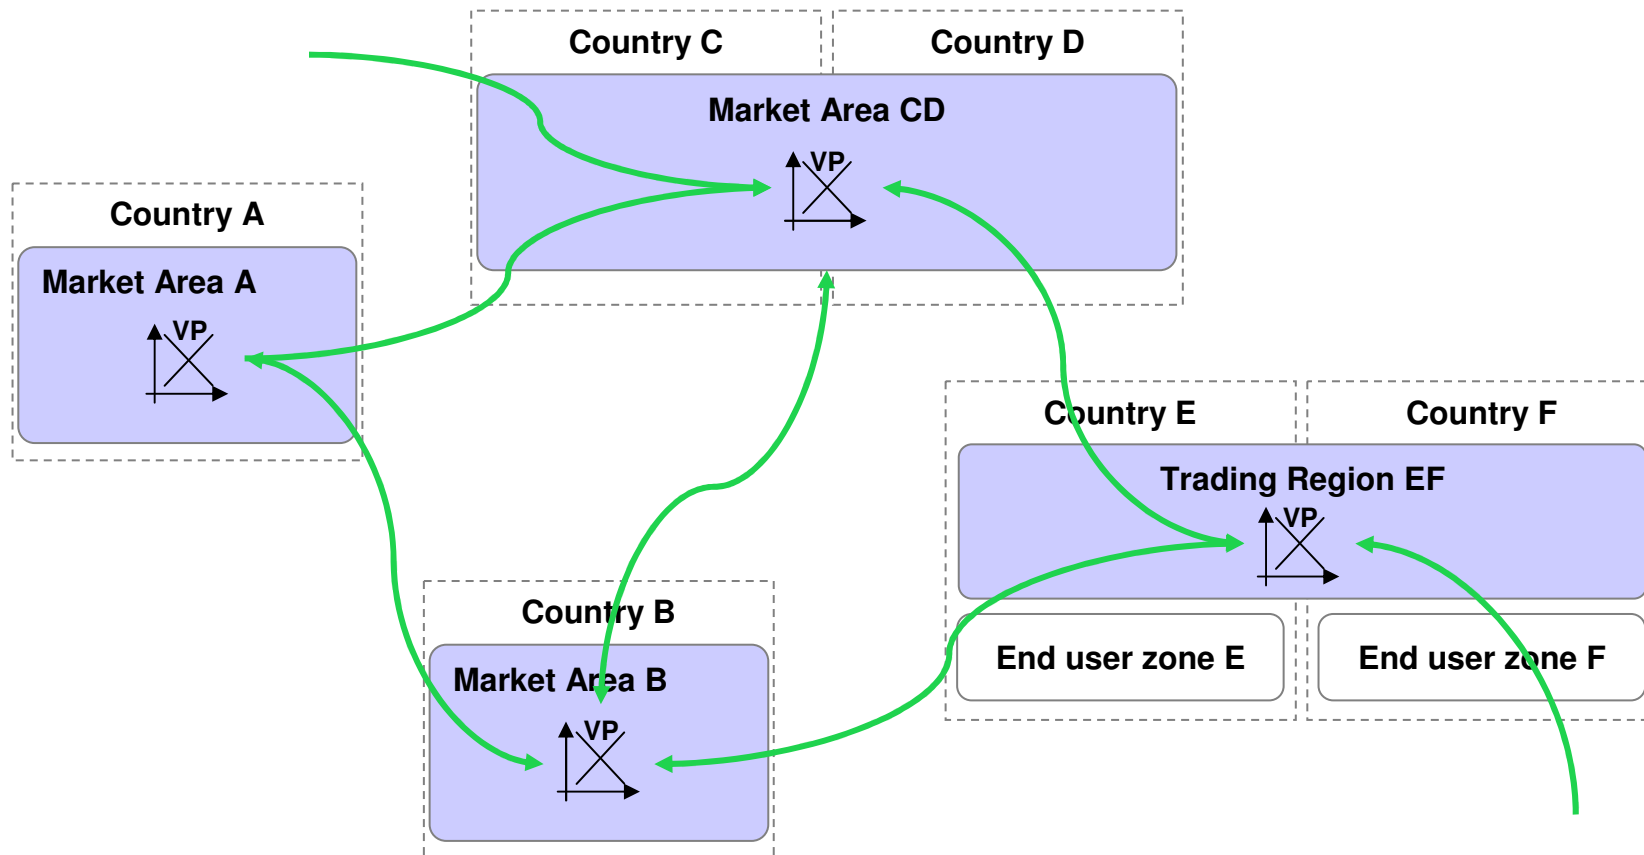 Country C
Country D
Market Area CD
VP
Country A
Market Area A
VP
Country E
Country F
Trading Region EF
VP
End user zone E
End user zone F
Country B
Market Area B
VP